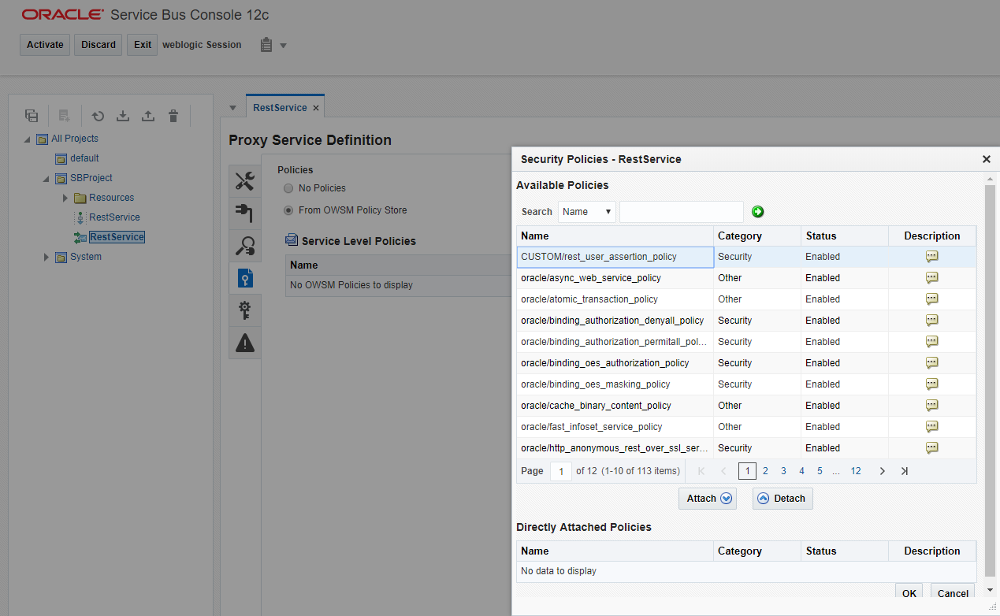 ORACLE Service Bus Console 12c
Activate Discard Exit weblogic Session
RestService
All Projects
default
SBProject
Resources
RestService
RestService
System
Proxy Service Definition
Policies
No Policies
From OWSM Policy Store
Service Level Policies
Name
No OWSM Policies to display
Security Policies - RestService
Available Policies
Search Name
Name Category Status Description
CUSTOM/rest_user_assertion_policy Security Enabled
oracle/async_web_service_policy Other Enabled
oracle/atomic_transaction_policy Other Enabled
oracle/binding_authorization_denyall_policy Security Enabled
oracle/binding_authorization_permitall_pol... Security Enabled
oracle/binding_oes_authorization_policy Security Enabled
oracle/binding_oes_masking_policy Security Enabled
oracle/cache_binary_content_policy Other Enabled
oracle/fast_infoset_service_policy Other Enabled
oracle/http_anonymous_rest_over_ssl_ser... Security Enabled
Page 1 of 12 (1-10 of 113 items) 1 2 3 4 5 ... 12
Attach Detach
Directly Attached Policies
Name Category Status Description
No data to display
OK Cancel